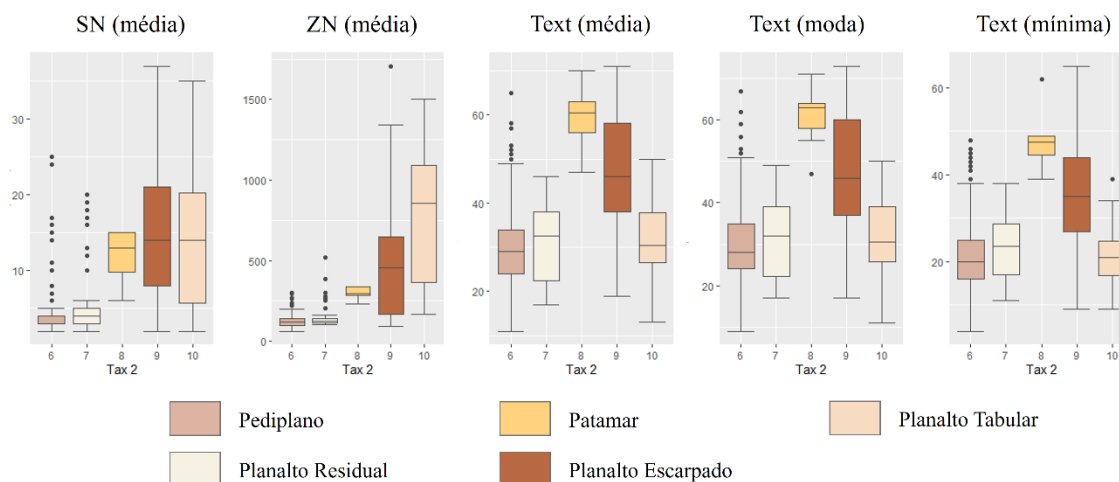 SN (média) ZN (média) Text (média) Text (moda) Text (mínima)
30
20
10
6 7 8 9 10
Tax 2
1500
1000
500
0
6 7 8 9 10
Tax 2
60
40
20
6 7 8 9 10
Tax 2
60
40
20
6 7 8 9 10
Tax 2
60
40
20
0
6 7 8 9 10
Tax 2
Pediplano Patamar Planalto Tabular
Planalto Residual Planalto Escarpado